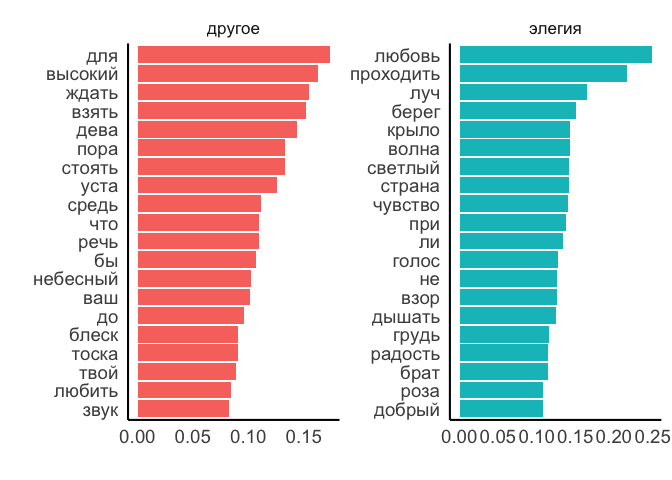 другое
для
высокий
ждать
взять
дева
пора
стоять
уста
средь
что
речь
бы
небесный
ваш
до
блеск
тоска
твой
любить
звук
0.00 0.05 0.10 0.15
элегия
любовь
проходить
луч
берег
крыло
волна
светлый
страна
чувство
при
ли
голос
не
взор
дышать
грудь
радость
брат
роза
добрый
0.00 0.05 0.10 0.15 0.20 0.25